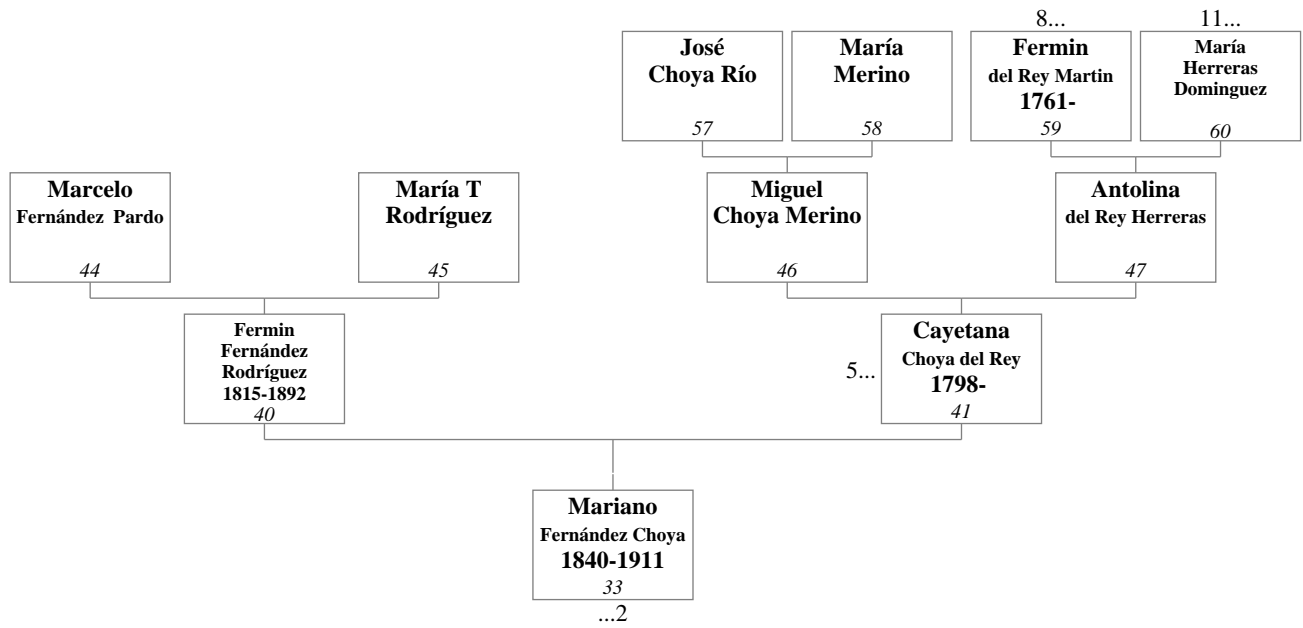 8...
11...
José
Choya Río
57
María
Merino
58
Fermin
del Rey Martin
1761-
59
María
Herreras
Dominguez
60
Marcelo
Fernández Pardo
44
María T
Rodríguez
45
Miguel
Choya Merino
46
Antolina
del Rey Herreras
47
Fermin
Fernández
Rodríguez
1815-1892
40
5...
Cayetana
Choya del Rey
1798-
41
Mariano
Fernández Choya
1840-1911
33
...2